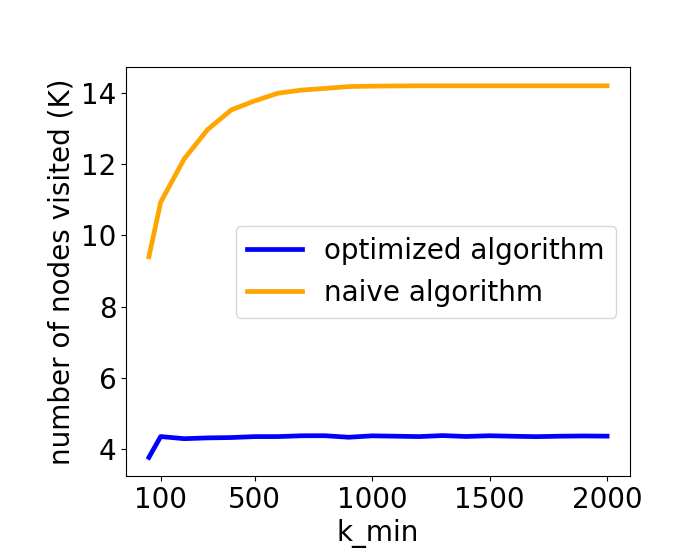 number of nodes visited (K)
14
12
10
8
6
4
optimized algorithm
naive algorithm
100 500 1000 1500 2000
k_min